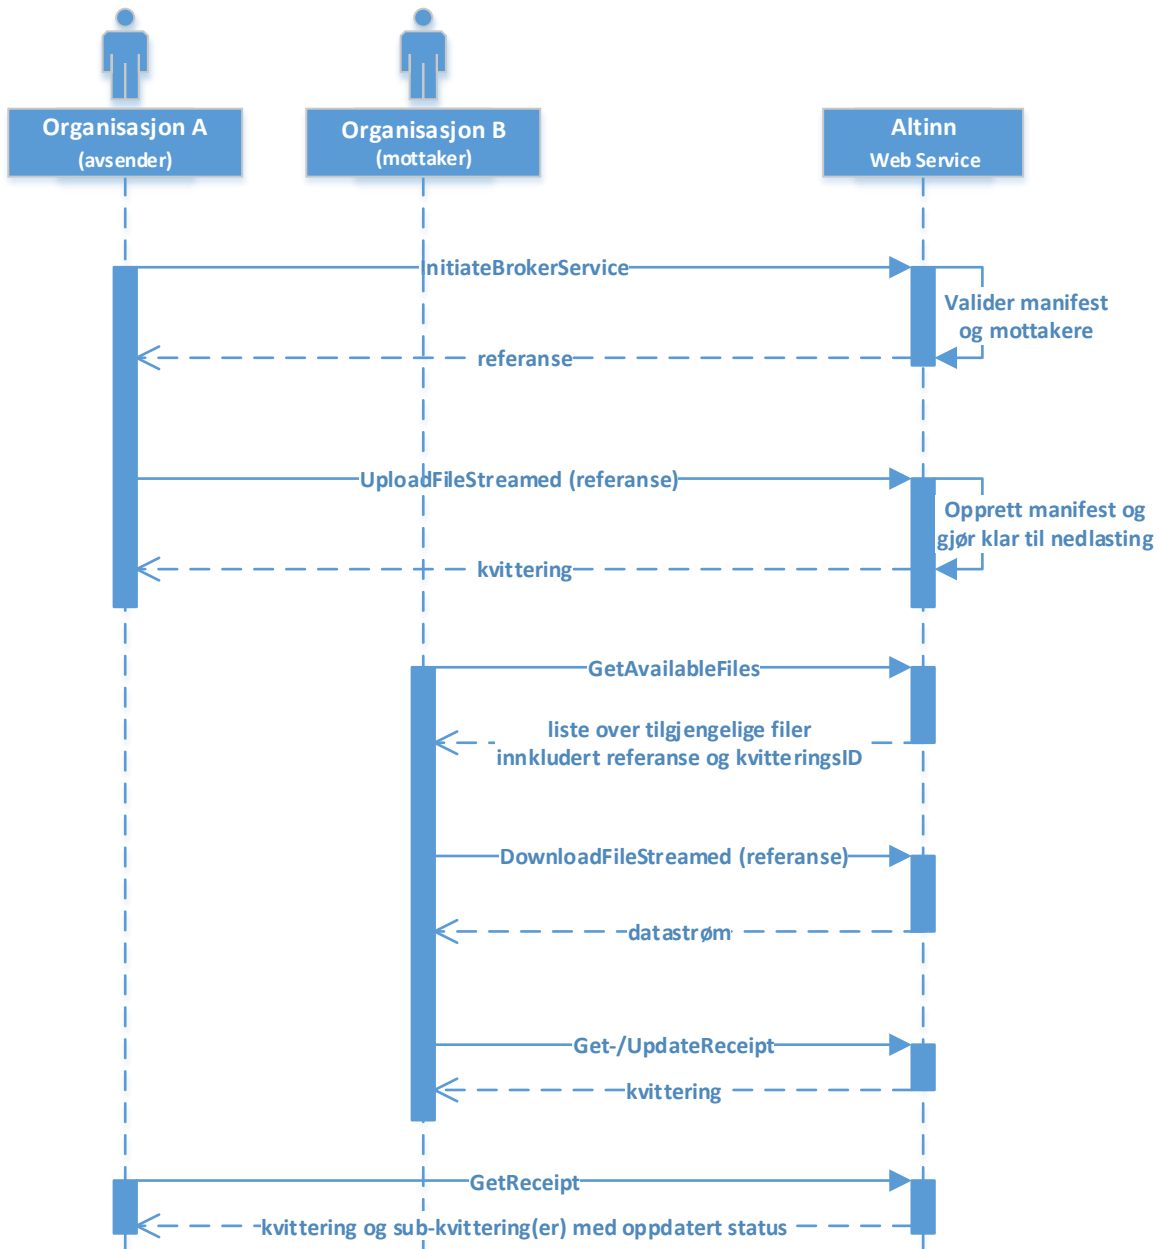 Organisasjon A
(avsender)
Organisasjon B
(mottaker)
Altinn
Web Service
InitiateBrokerService
Valider manifest
og mottakere
referanse
UploadFileStreamed (referanse)
Opprett manifest og
gjør klar til nedlasting
kvittering
GetAvailableFiles
liste over tilgjengelige filer
innkludert referanse og kvitteringsID
DownloadFileStreamed (referanse)
datastrøm
Get-/UpdateReceipt
kvittering
GetReceipt
kvittering og sub-kvittering(er) med oppdatert status